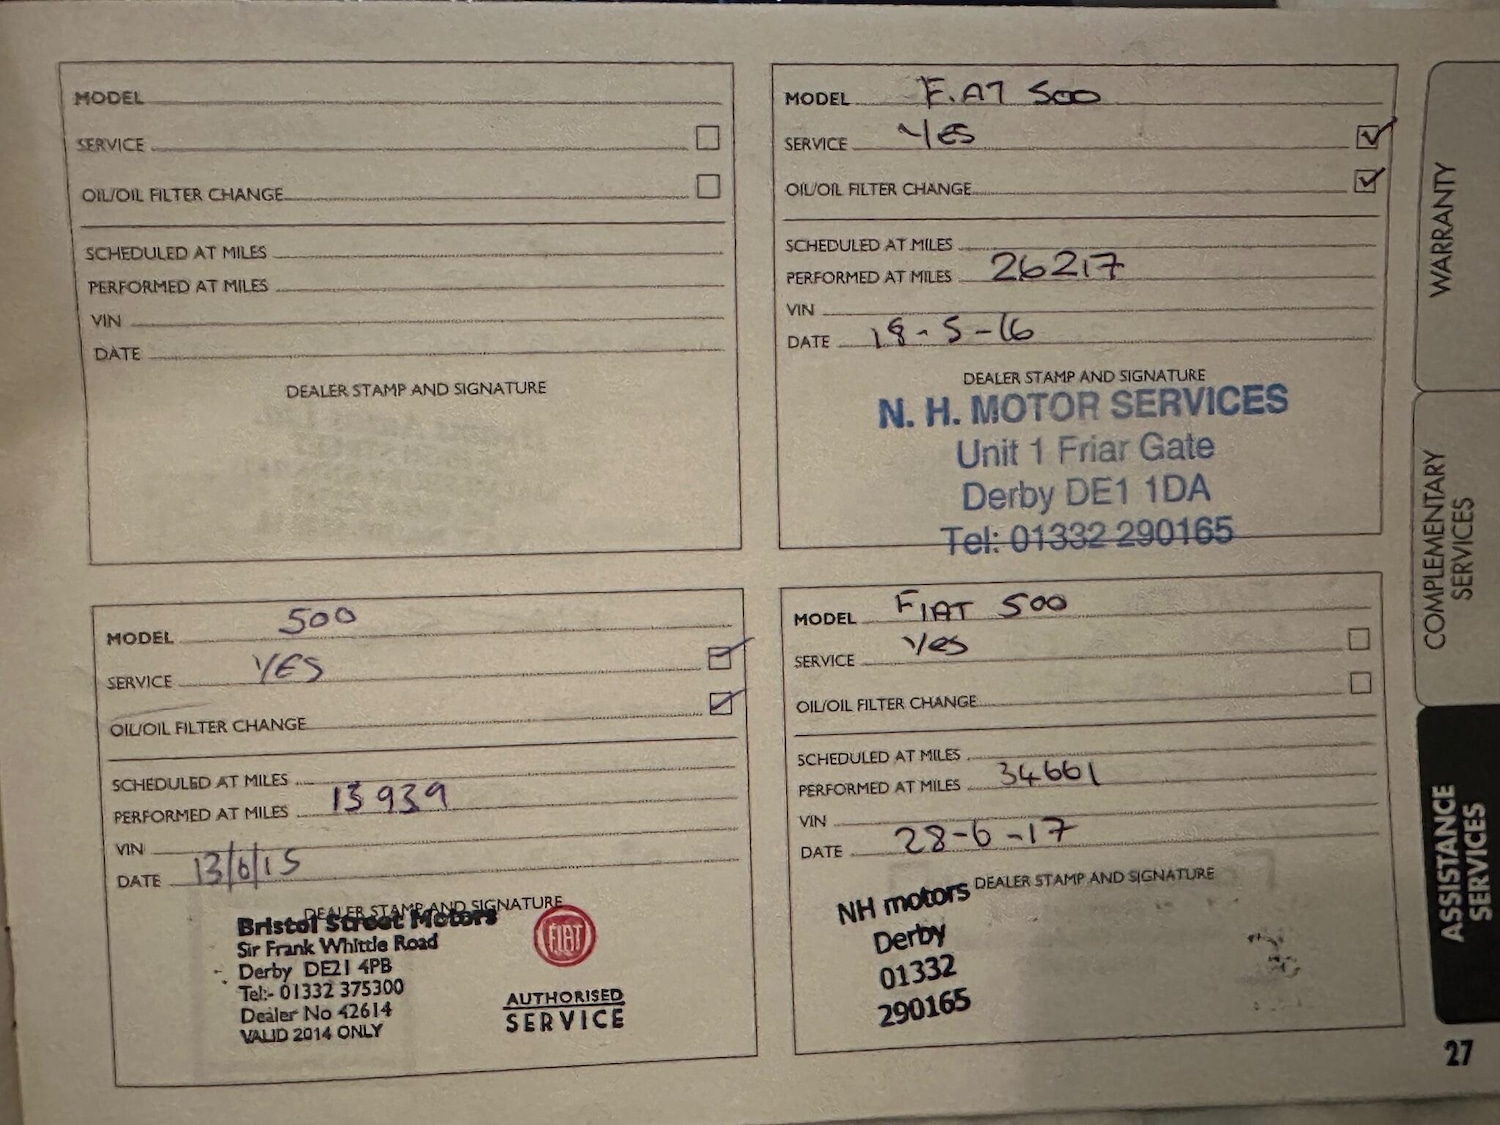 MODEL
SERVICE
OIL/OIL FILTER CHANGE
SCHEDULED AT MILES
PERFORMED AT MILES
VIN
DATE
DEALER STAMP AND SIGNATURE
MODEL FIAT 500
SERVICE YES
OIL/OIL FILTER CHANGE
SCHEDULED AT MILES
PERFORMED AT MILES 26217
VIN
DATE 18-5-16
DEALER STAMP AND SIGNATURE
N. H. MOTOR SERVICES
Unit 1 Friar Gate
Derby DE1 1DA
Tel: 01332 290165
MODEL 500
SERVICE YES
OIL/OIL FILTER CHANGE
SCHEDULED AT MILES
PERFORMED AT MILES 13939
VIN
DATE 13/6/15
DEALER STAMP AND SIGNATURE
Bristol Street Motors
Sir Frank Whittle Road
Derby DE21 4PB
Tel:- 01332 375300
Dealer No 42614
VALID 2014 ONLY
FIAT
AUTHORISED
SERVICE
MODEL FIAT 500
SERVICE Yes
OIL/OIL FILTER CHANGE
SCHEDULED AT MILES
PERFORMED AT MILES 34661
VIN
DATE 28-6-17
DEALER STAMP AND SIGNATURE
NH motors
Derby
01332
290165
WARRANTY
COMPLEMENTARY
SERVICES
ASSISTANCE
SERVICES
27